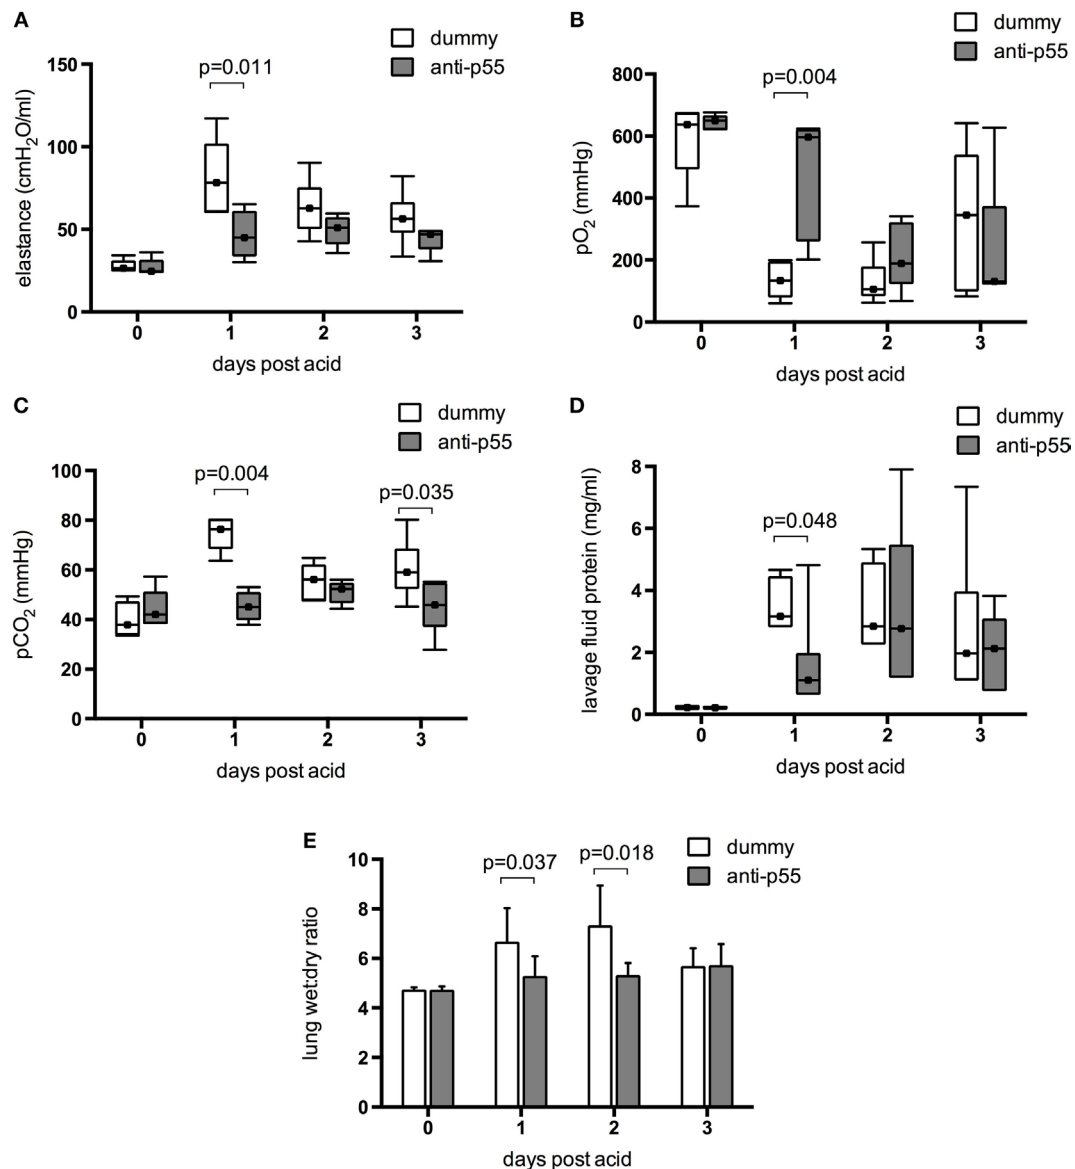 A
dummy
anti-p55
p=0.011
150
100
50
0
elastance (cmH₂O/ml)
0 1 2 3
days post acid
B
dummy
anti-p55
p=0.004
800
600
400
200
0
pO₂ (mmHg)
0 1 2 3
days post acid
C
dummy
anti-p55
p=0.004
p=0.035
100
80
60
40
20
0
pCO₂ (mmHg)
0 1 2 3
days post acid
D
dummy
anti-p55
p=0.048
8
6
4
2
0
lavage fluid protein (mg/ml)
0 1 2 3
days post acid
E
dummy
anti-p55
p=0.037
p=0.018
10
8
6
4
2
0
lung wet:dry ratio
0 1 2 3
days post acid